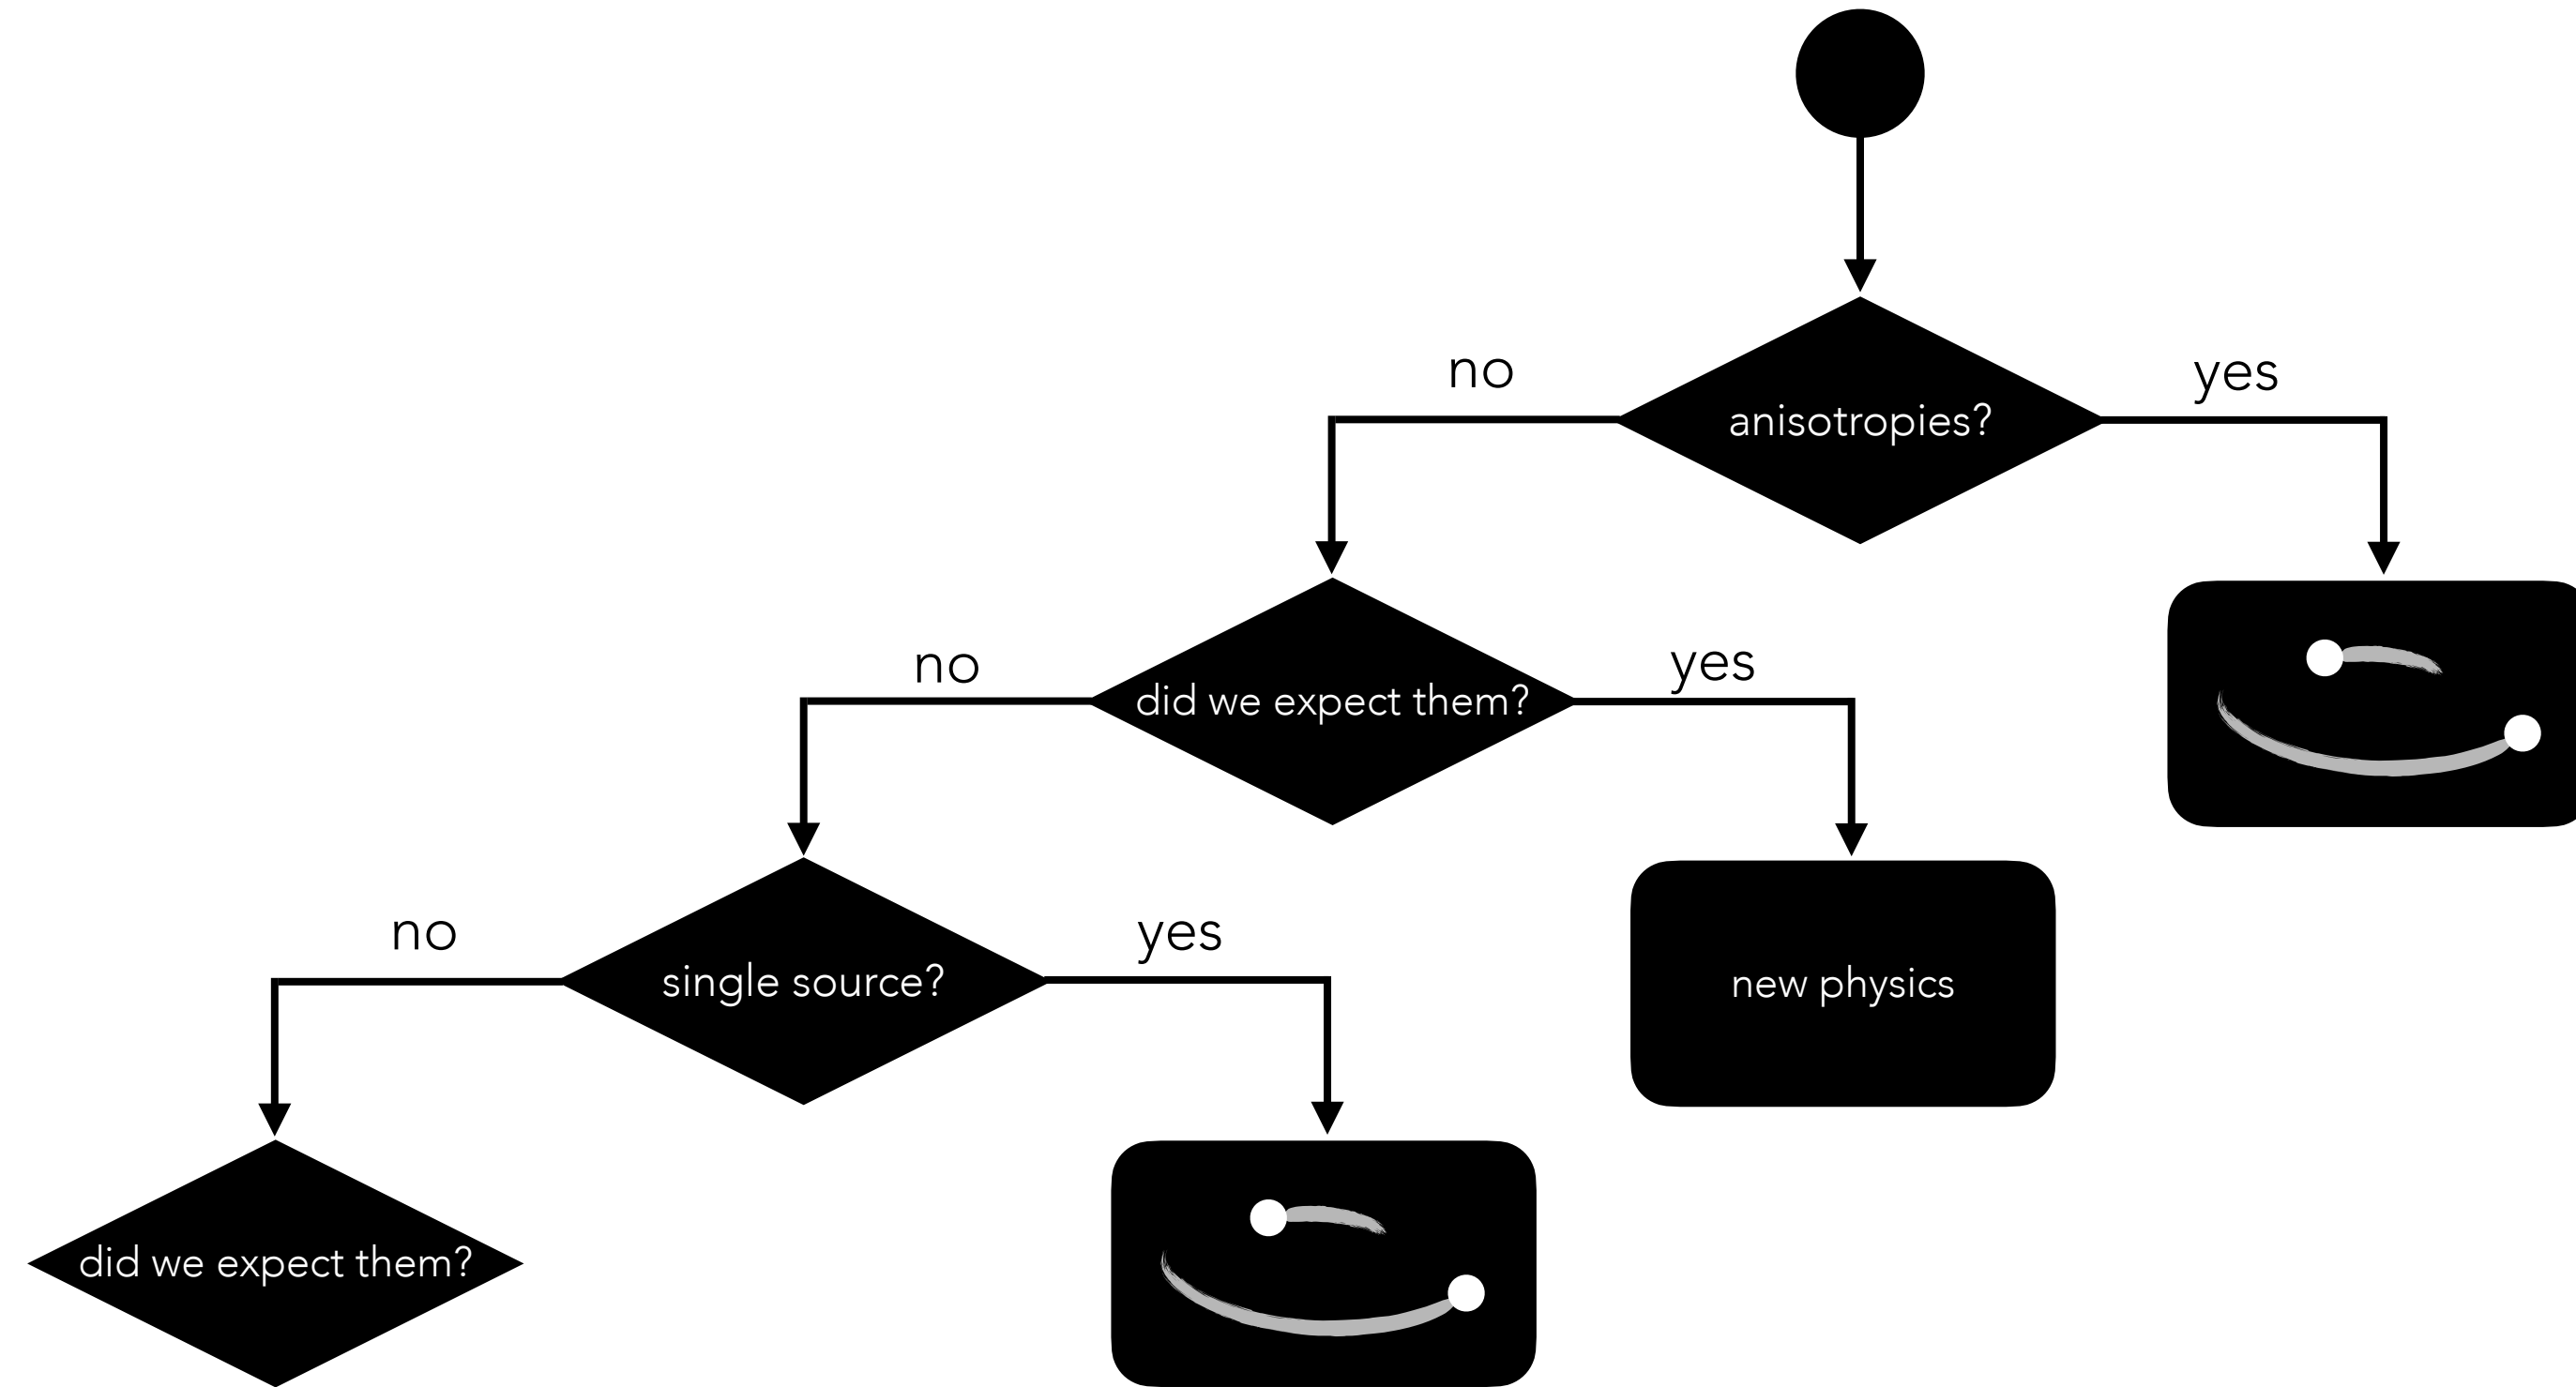 no
yes
anisotropies?
no
yes
did we expect them?
no
yes
single source?
new physics
did we expect them?